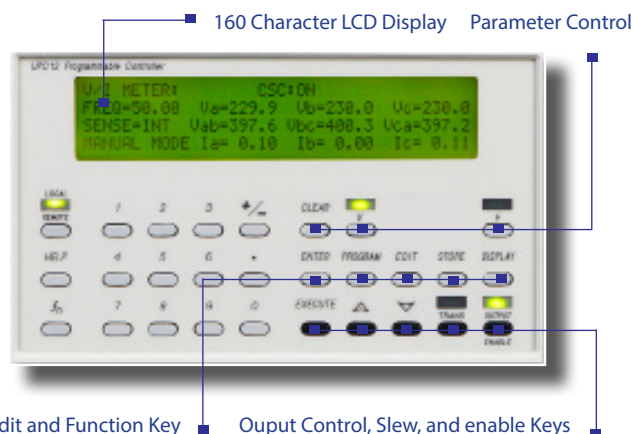 160 Character LCD Display Parameter Control
UPC12 Programmable Controller
V/I METER: CSC:ON
FREQ=50.00 Va=229.9 Vb=230.0 Vc=230.0
SENSE=INT Vab=397.6 Vbc=400.3 Vca=397.2
MANUAL MODE Ia= 0.10 Ib= 0.00 Ic= 0.11
LOCAL
REMOTE 1 2 3 +/- CLEAR V F
HELP 4 5 6 . ENTER PROGRAM EDIT STORE DISPLAY
fn 7 8 9 0 EXECUTE TRANS OUTPUT
ENABLE
dit and Function Key Ouput Control, Slew, and enable Keys